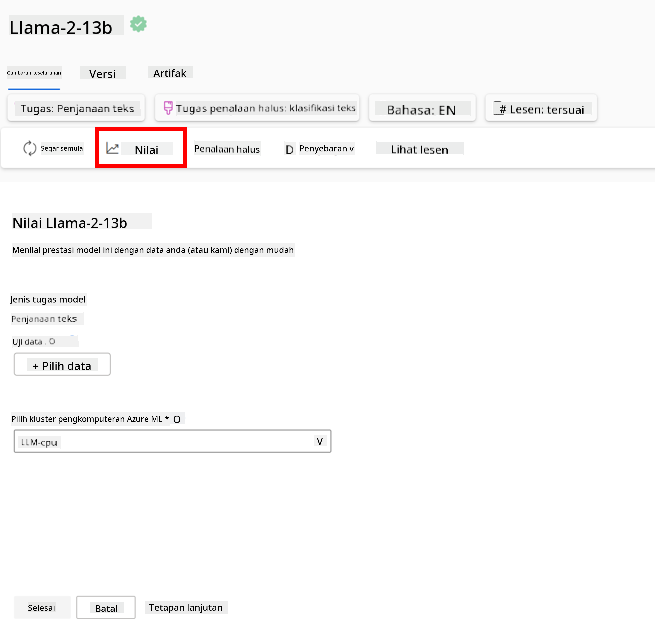 Llama-2-13b
Versi
Artifak
Tugas: Penjanaan teks
Tugas penalaan halus: klasifikasi teks
Bahasa: EN
# Lesen: tersuai
Segar semula
Nilai
Penalaan halus
D Penyebaran v
Lihat lesen
Nilai Llama-2-13b
Menilai prestasi model ini dengan data anda (atau kami) dengan mudah
Jenis tugas model
Penjanaan teks
Uji data O
+ Pilih data
Pilih kluster pengkomputeran Azure ML * O
LLM-cpu V
Selesai
Batal
Tetapan lanjutan